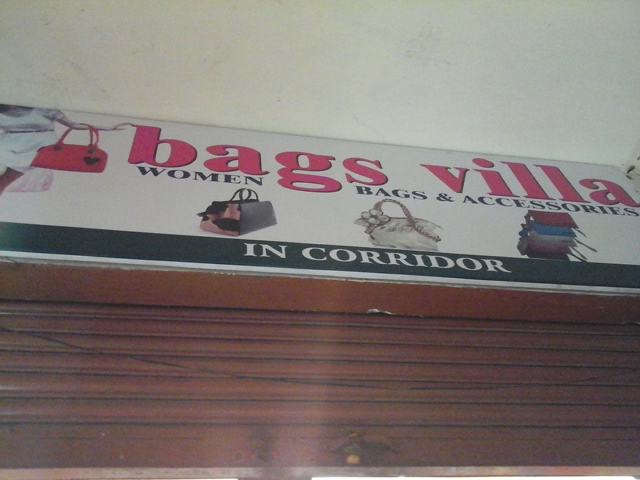 bags villa
WOMEN BAGS & ACCESSORIES
IN CORRIDOR